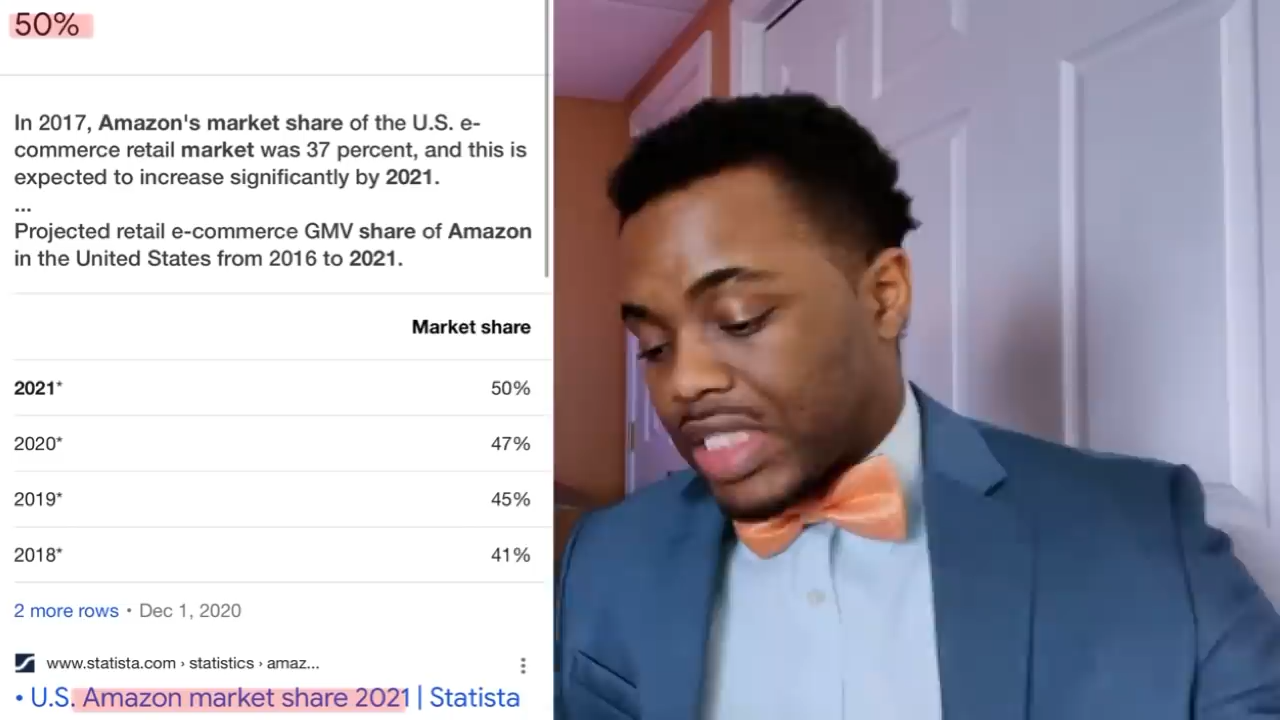 50%
In 2017, Amazon's market share of the U.S. e-
commerce retail market was 37 percent, and this is
expected to increase significantly by 2021.
...
Projected retail e-commerce GMV share of Amazon
in the United States from 2016 to 2021.
Market share
2021* 50%
2020* 47%
2019* 45%
2018* 41%
2 more rows • Dec 1, 2020
www.statista.com › statistics › amaz...
• U.S. Amazon market share 2021 | Statista